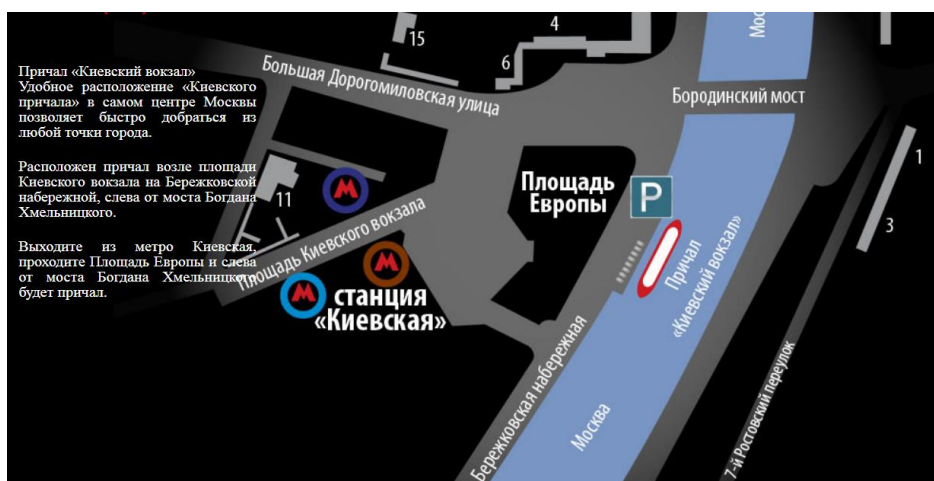 Причал «Киевский вокзал»
Удобное расположение «Киевского
причала» в самом центре Москвы
позволяет быстро добраться из
любой точки города.
Расположен причал возле площади
Киевского вокзала на Бережковской
набережной, слева от моста Богдана
Хмельницкого.
Выходите из метро Киевская,
проходите Площадь Европы и слева
от моста Богдана Хмельницкого
будет причал.
15
4
6
Большая Дорогомиловская улица
Бородинский мост
1
3
11
М
Площадь Киевского вокзала
М
М
станция
«Киевская»
Площадь
Европы
P
Причал
«Киевский вокзал»
Бережковская набережная
Москва
7-й Ростовский переулок